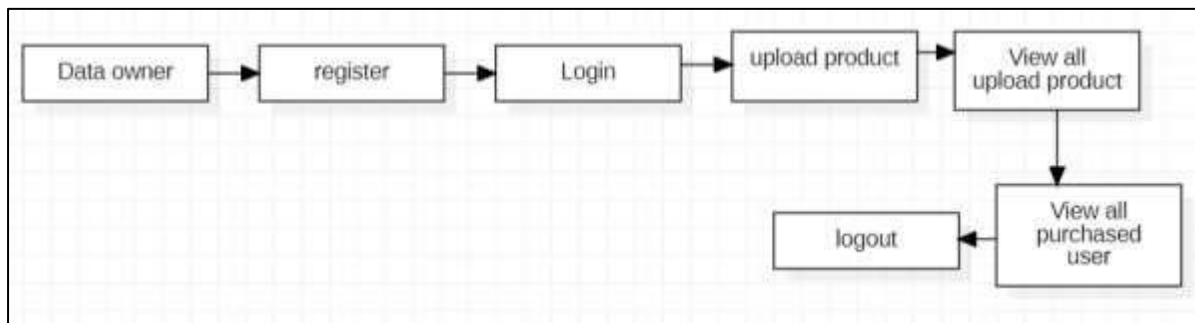 Data owner
register
Login
upload product
View all
upload product
View all
purchased
user
logout